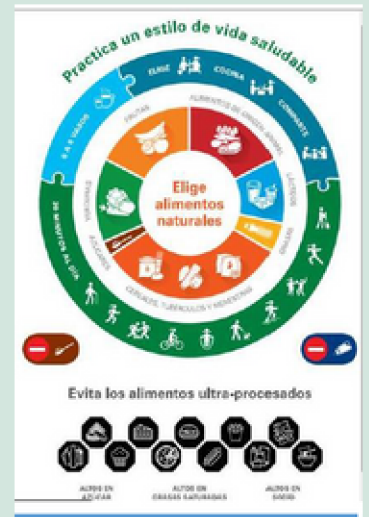 Practica un estilo de vida saludable
ELIGE
COCINA
COMPARTE
6 A 8 VASOS
30 MINUTOS AL DÍA
FRUTAS
ALIMENTOS DE ORIGEN ANIMAL
LÁCTEOS
GRASAS
CEREALES, TUBÉRCULOS Y MENESTRAS
AZÚCARES
VERDURAS
Elige
alimentos
naturales
Evita los alimentos ultra-procesados
ALTOS EN
AZÚCAR
ALTOS EN
GRASAS SATURADAS
ALTOS EN
SODIO